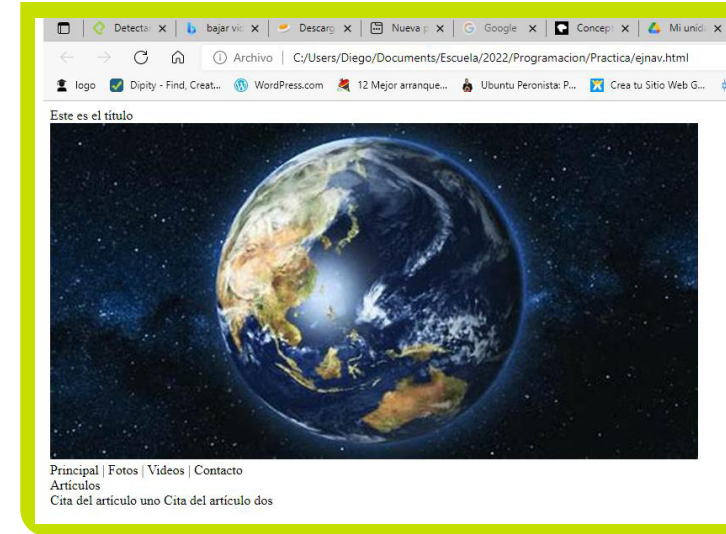 Detecta
bajar vic
Descarg
Nueva p
Google
Concep
Mi unid
Archivo | C:/Users/Diego/Documents/Escuela/2022/Programacion/Practica/ejnav.html
logo Dipity - Find, Creat... WordPress.com 12 Mejor arranque... Ubuntu Peronista: P... Crea tu Sitio Web G...
Este es el título
Principal | Fotos | Videos | Contacto
Artículos
Cita del artículo uno Cita del artículo dos